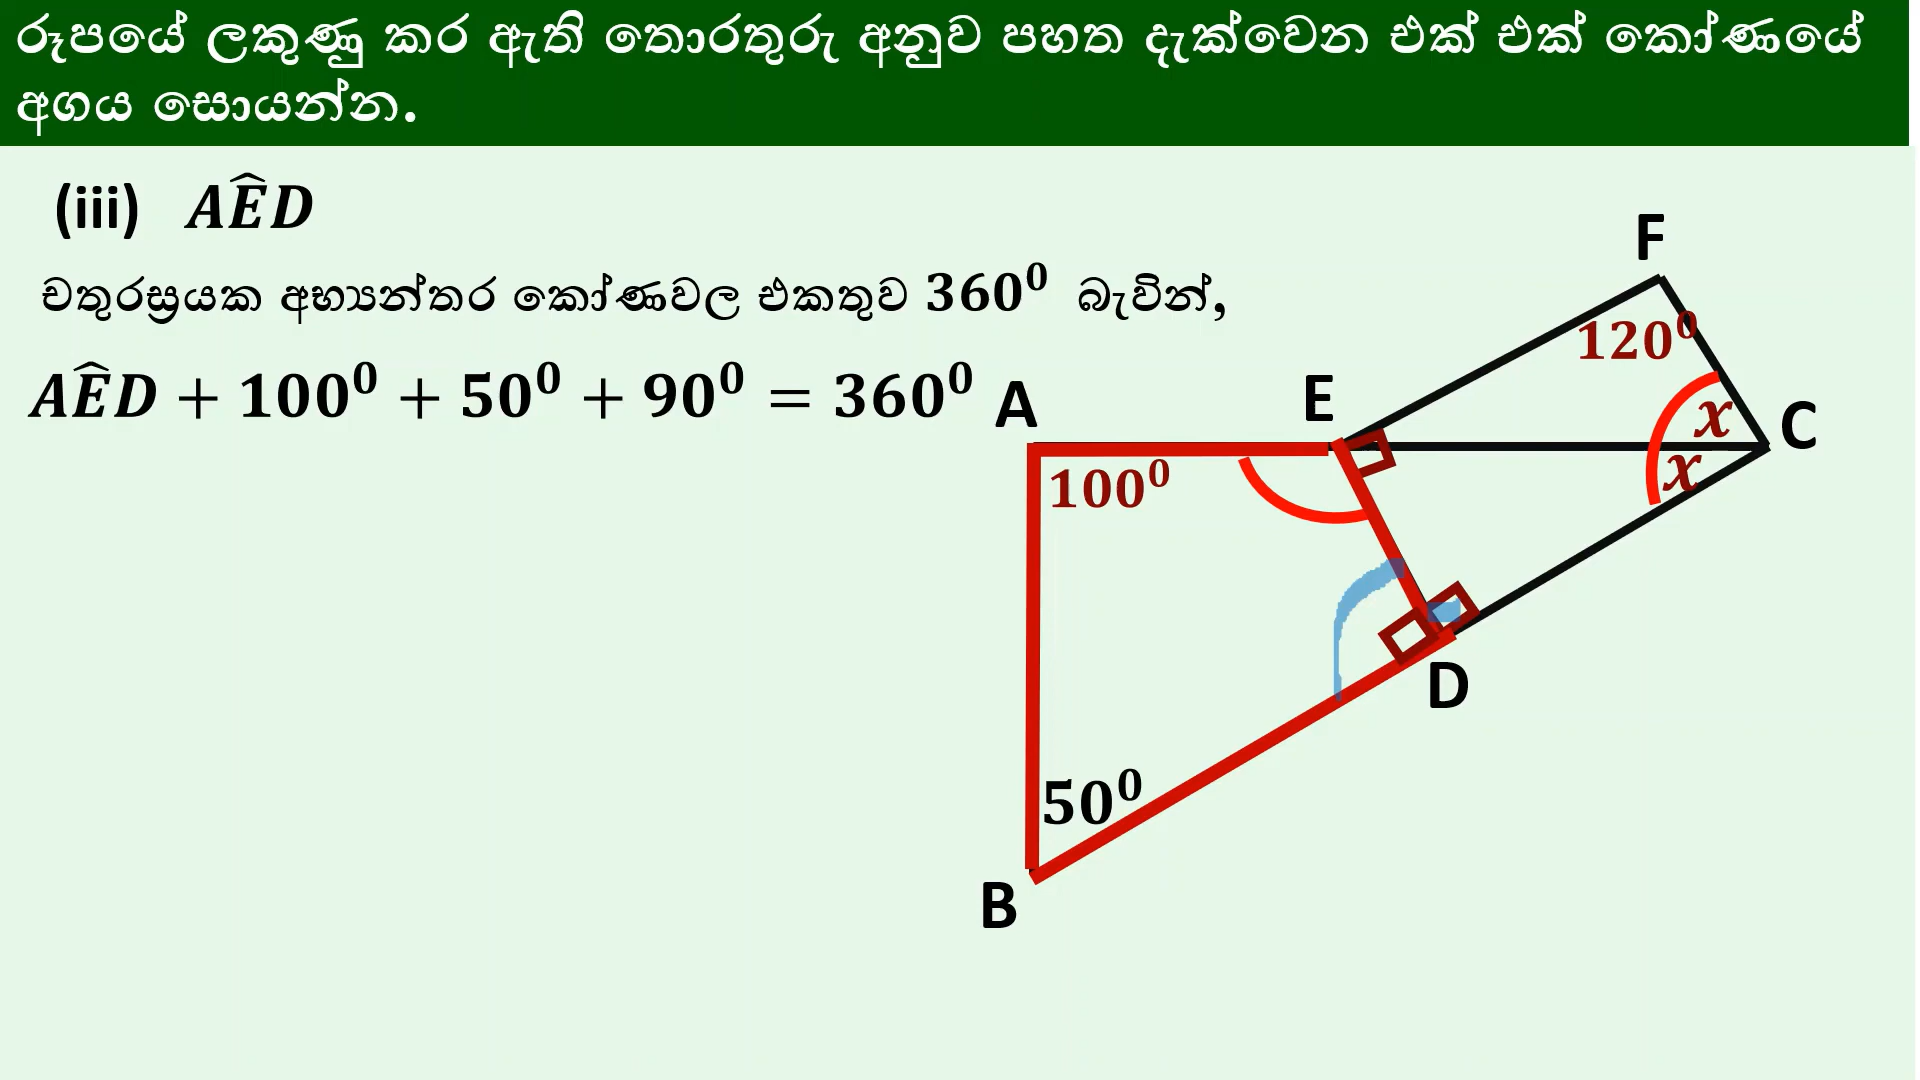 රූපයේ ලකුණු කර ඇති තොරතුරු අනුව පහත දැක්වෙන එක් එක් කෝණයේ
අගය සොයන්න.
(iii) AÊD
චතුරස්‍රයක අභ්‍යන්තර කෝණවල එකතුව 360⁰ බැවින්,
AÊD + 100⁰ + 50⁰ + 90⁰ = 360⁰
F
120⁰
E
A
x
C
x
100⁰
D
50⁰
B